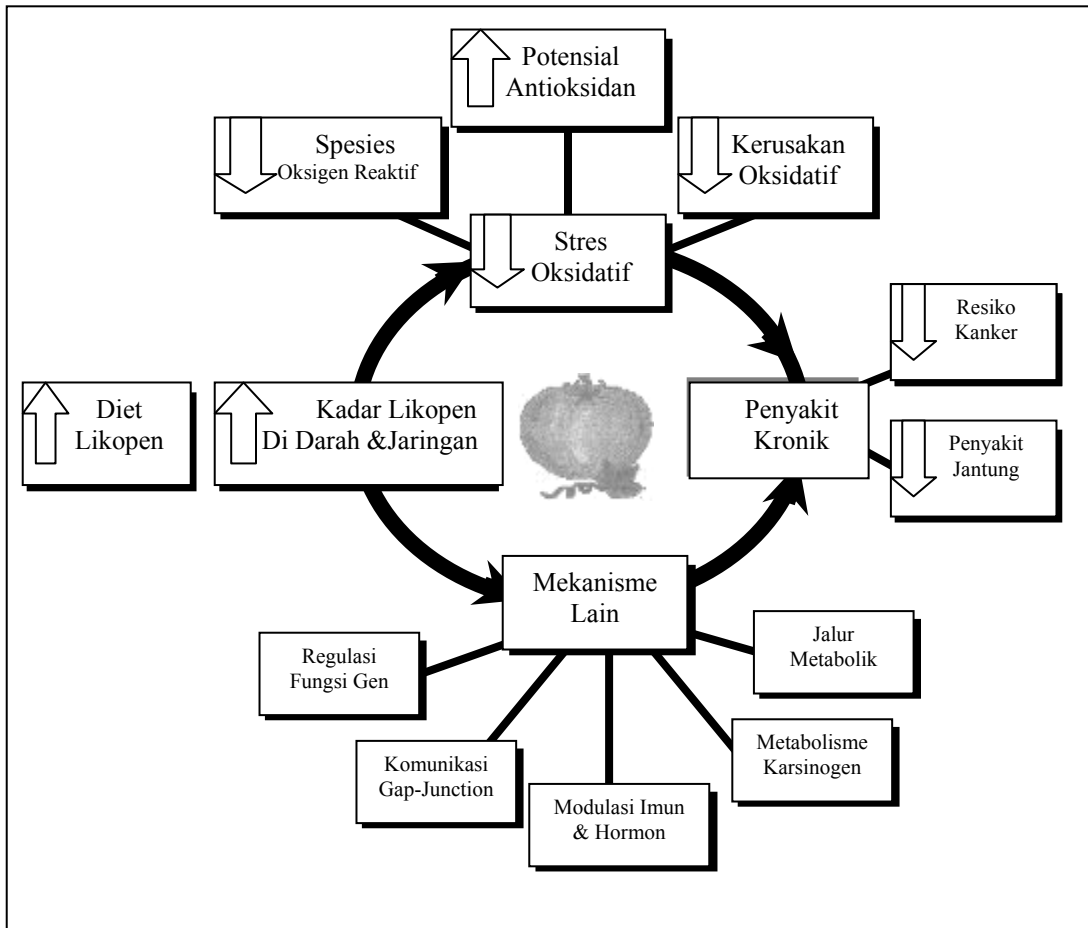 Potensial
Antioksidan
Spesies
Oksigen Reaktif
Kerusakan
Oksidatif
Stres
Oksidatif
Resiko
Kanker
Diet
Likopen
Kadar Likopen
Di Darah &Jaringan
Penyakit
Kronik
Penyakit
Jantung
Mekanisme
Lain
Regulasi
Fungsi Gen
Jalur
Metabolik
Komunikasi
Gap-Junction
Metabolisme
Karsinogen
Modulasi Imun
& Hormon